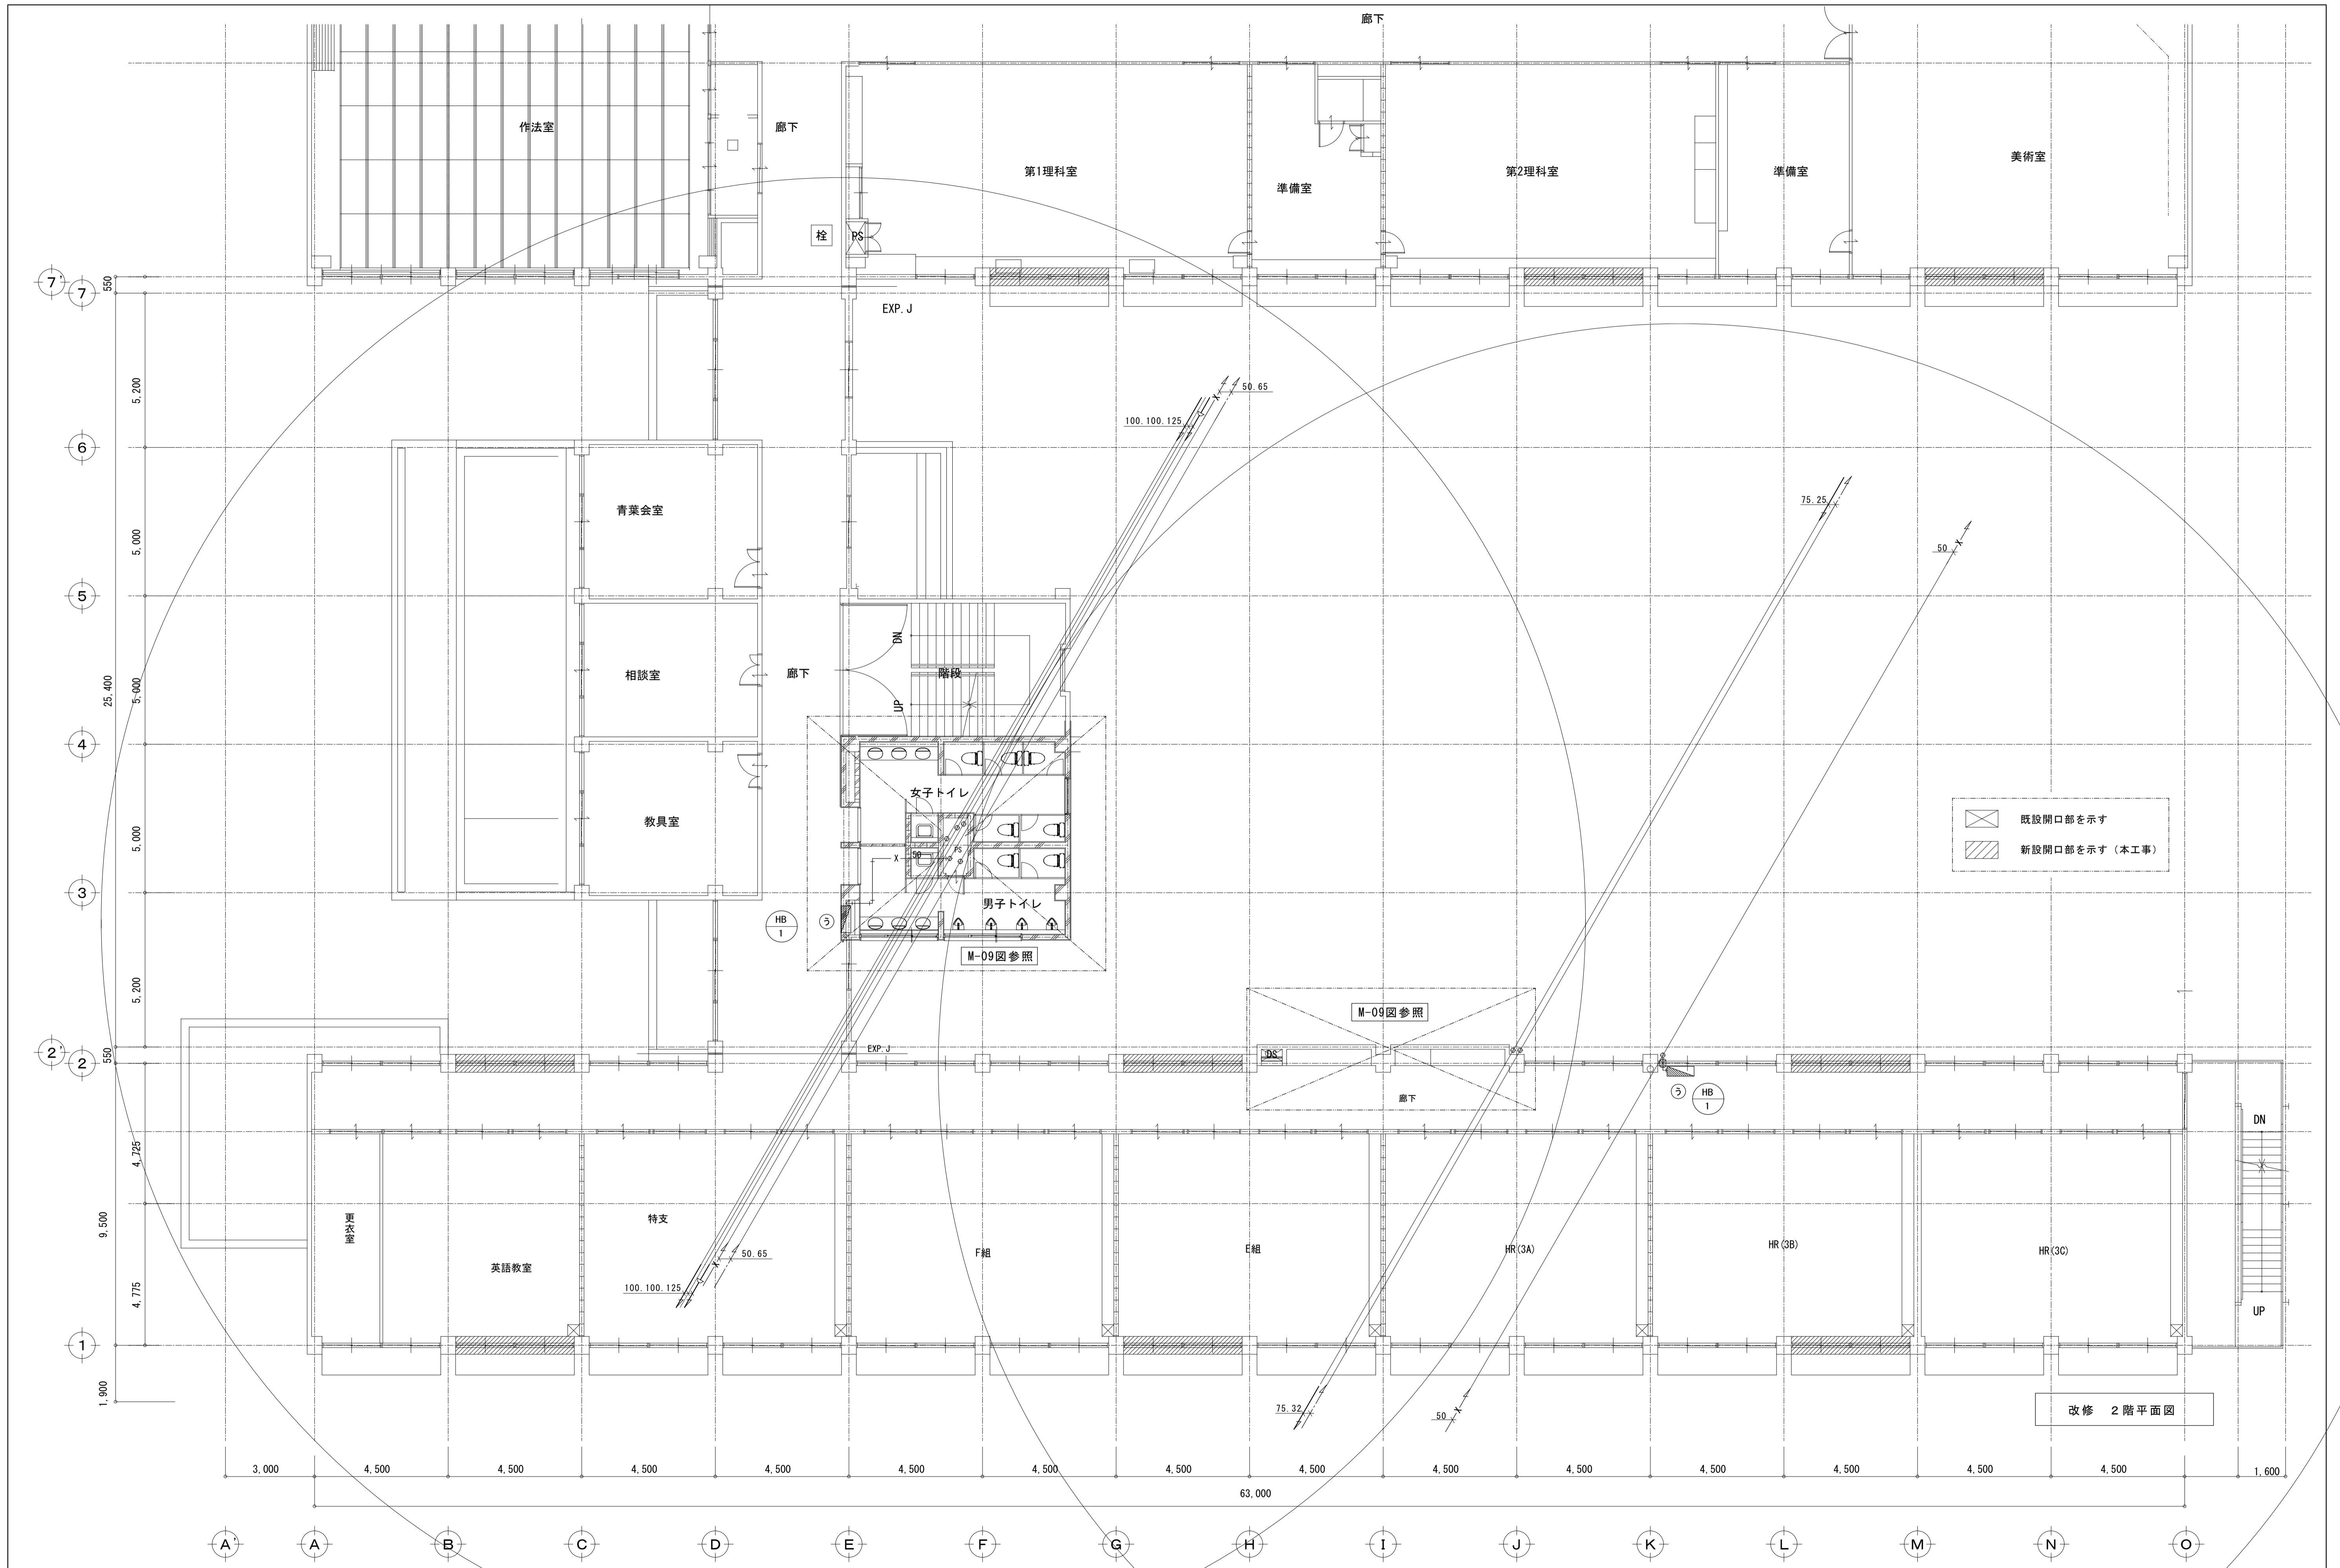 廊下
作法室
廊下
第1理科室
準備室
第2理科室
準備室
美術室
栓
PS
7'
7
550
EXP.J
5,200
50.65
100.100.125
6
75.25
青葉会室
50
5,000
5
DN
25,400
5,000
相談室
廊下
階段
UP
4
女子トイレ
既設開口部を示す
教具室
5,000
新設開口部を示す（本工事）
PS
50
X
3
男子トイレ
HB
1
う
M-09図参照
5,200
M-09図参照
2'
2
550
EXP.J
DS
廊下
う
HB
1
DN
4,725
更衣室
特支
9,500
英語教室
F組
E組
HR(3A)
HR(3B)
HR(3C)
50.65
100.100.125
4,775
UP
1
1,900
75.32
50
改修　２階平面図
3,000
4,500
4,500
4,500
4,500
4,500
4,500
4,500
4,500
4,500
4,500
4,500
4,500
4,500
4,500
1,600
63,000
A'
A
B
C
D
E
F
G
H
I
J
K
L
M
N
O